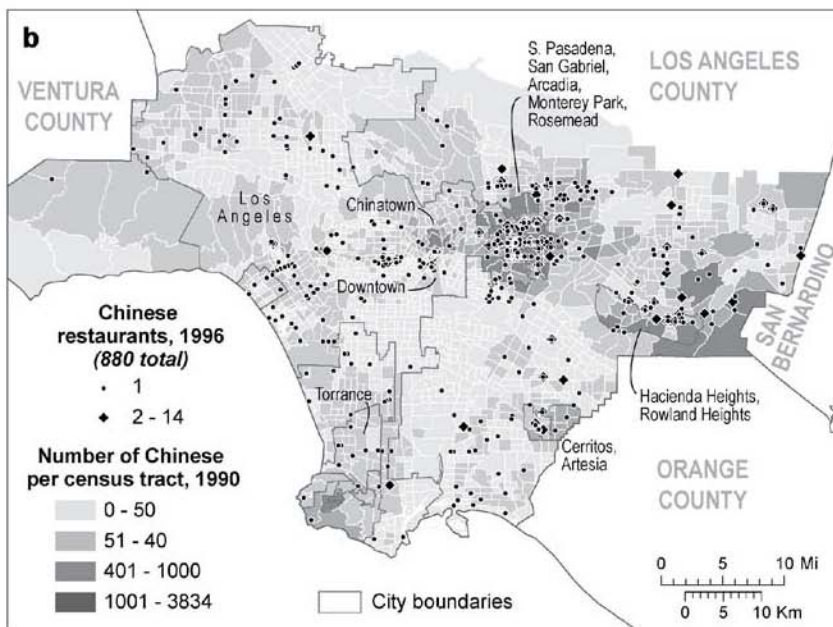 b
VENTURA
COUNTY
S. Pasadena,
San Gabriel,
Arcadia,
Monterey Park,
Rosemead
LOS ANGELES
COUNTY
Los
Angeles
Chinatown
Downtown
Torrance
Cerritos,
Artesia
Hacienda Heights,
Rowland Heights
SAN
BERNARDINO
ORANGE
COUNTY
Chinese
restaurants, 1996
(880 total)
1
2 - 14
Number of Chinese
per census tract, 1990
0 - 50
51 - 40
401 - 1000
1001 - 3834
City boundaries
0 5 10 Mi
0 5 10 Km